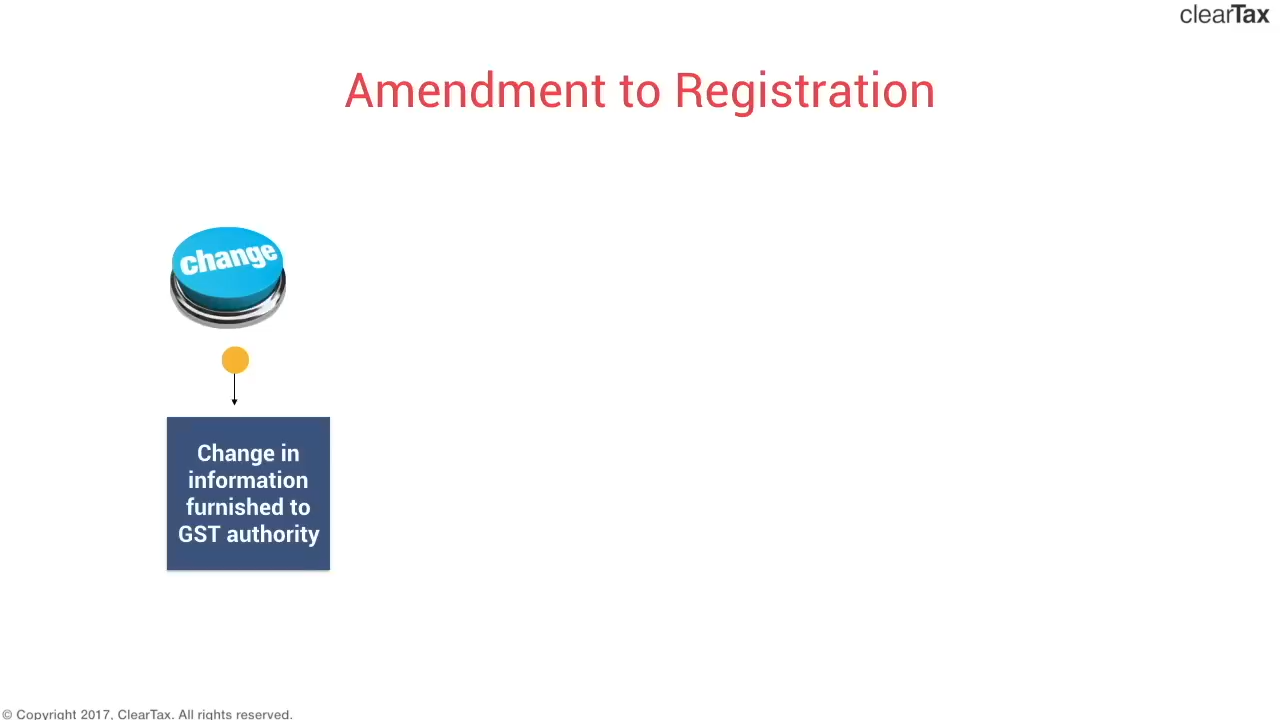 clearTax
Amendment to Registration
change
Change in
information
furnished to
GST authority
© Copyright 2017, ClearTax. All rights reserved.